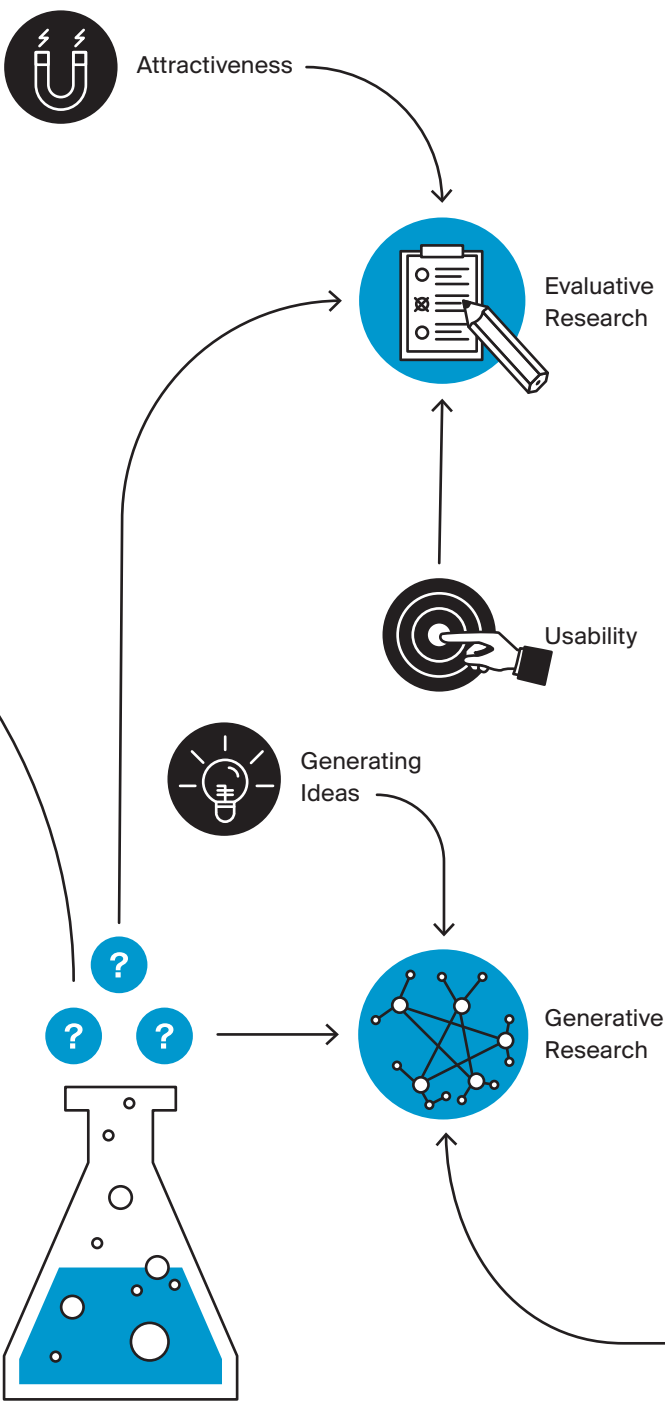 Attractiveness
Evaluative
Research
Usability
Generating
Ideas
?
? ?
Generative
Research